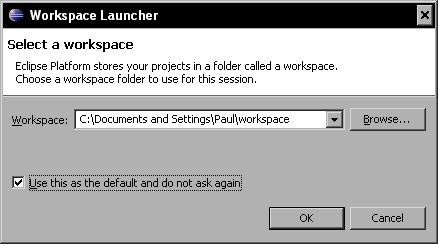 Workspace Launcher
Select a workspace
Eclipse Platform stores your projects in a folder called a workspace.
Choose a workspace folder to use for this session.
Workspace: C:\Documents and Settings\Paul\workspace Browse...
Use this as the default and do not ask again
OK Cancel